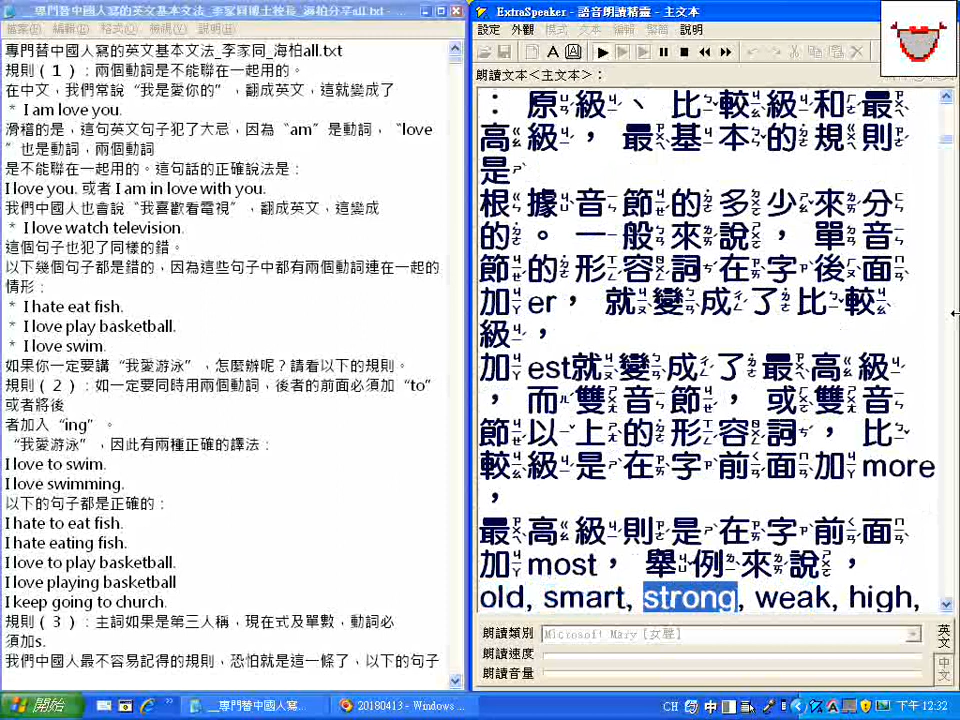 __專門替中國人寫的英文基本文法_李家同博士校長_海柏分享all.txt - ...
檔案(F) 編輯(E) 格式(O) 檢視(V) 說明(H)
專門替中國人寫的英文基本文法_李家同_海柏all.txt
規則(1)：兩個動詞是不能聯在一起用的。
在中文，我們常說“我是愛你的”，翻成英文，這就變成了
* I am love you.
滑稽的是，這句英文句子犯了大忌，因為“am”是動詞，“love
”也是動詞，兩個動詞
是不能聯在一起用的。這句話的正確說法是：
I love you. 或者 I am in love with you.
我們中國人也會說“我喜歡看電視”，翻成英文，這變成
* I love watch television.
這個句子也犯了同樣的錯。
以下幾個句子都是錯的，因為這些句子中都有兩個動詞連在一起的
情形：
* I hate eat fish.
* I love play basketball.
* I love swim.
如果你一定要講“我愛游泳”，怎麼辦呢？請看以下的規則。
規則(2)：如一定要同時用兩個動詞，後者的前面必須加“to”
或者將後
者加入“ing”。
“我愛游泳”，因此有兩種正確的譯法：
I love to swim.
I love swimming.
以下的句子都是正確的：
I hate to eat fish.
I hate eating fish.
I love to play basketball.
I love playing basketball
I keep going to church.
規則(3)：主詞如果是第三人稱，現在式及單數，動詞必
須加s.
我們中國人最不容易記得的規則，恐怕就是這一條了，以下的句子
ExtraSpeaker - 語音朗讀精靈 - 主文本
設定 外觀 模式 文本 編輯 繁簡 說明
朗讀文本<主文本>：
：原級、比較級和最
高級，最基本的規則
是
根據音節的多少來分
的。一般來說，單音
節的形容詞在字後面
加er，就變成了比較
級，
加est就變成了最高級
，而雙音節，或雙音
節以上的形容詞，比
較級是在字前面加more
，
最高級則是在字前面
加most，舉例來說，
old, smart, strong, weak, high,
朗讀類別 Microsoft Mary【女聲】
朗讀速度
朗讀音量
英文
中文
開始 __專門替中國人寫... 20180413 - Windows ... CH 中 下午 12:32